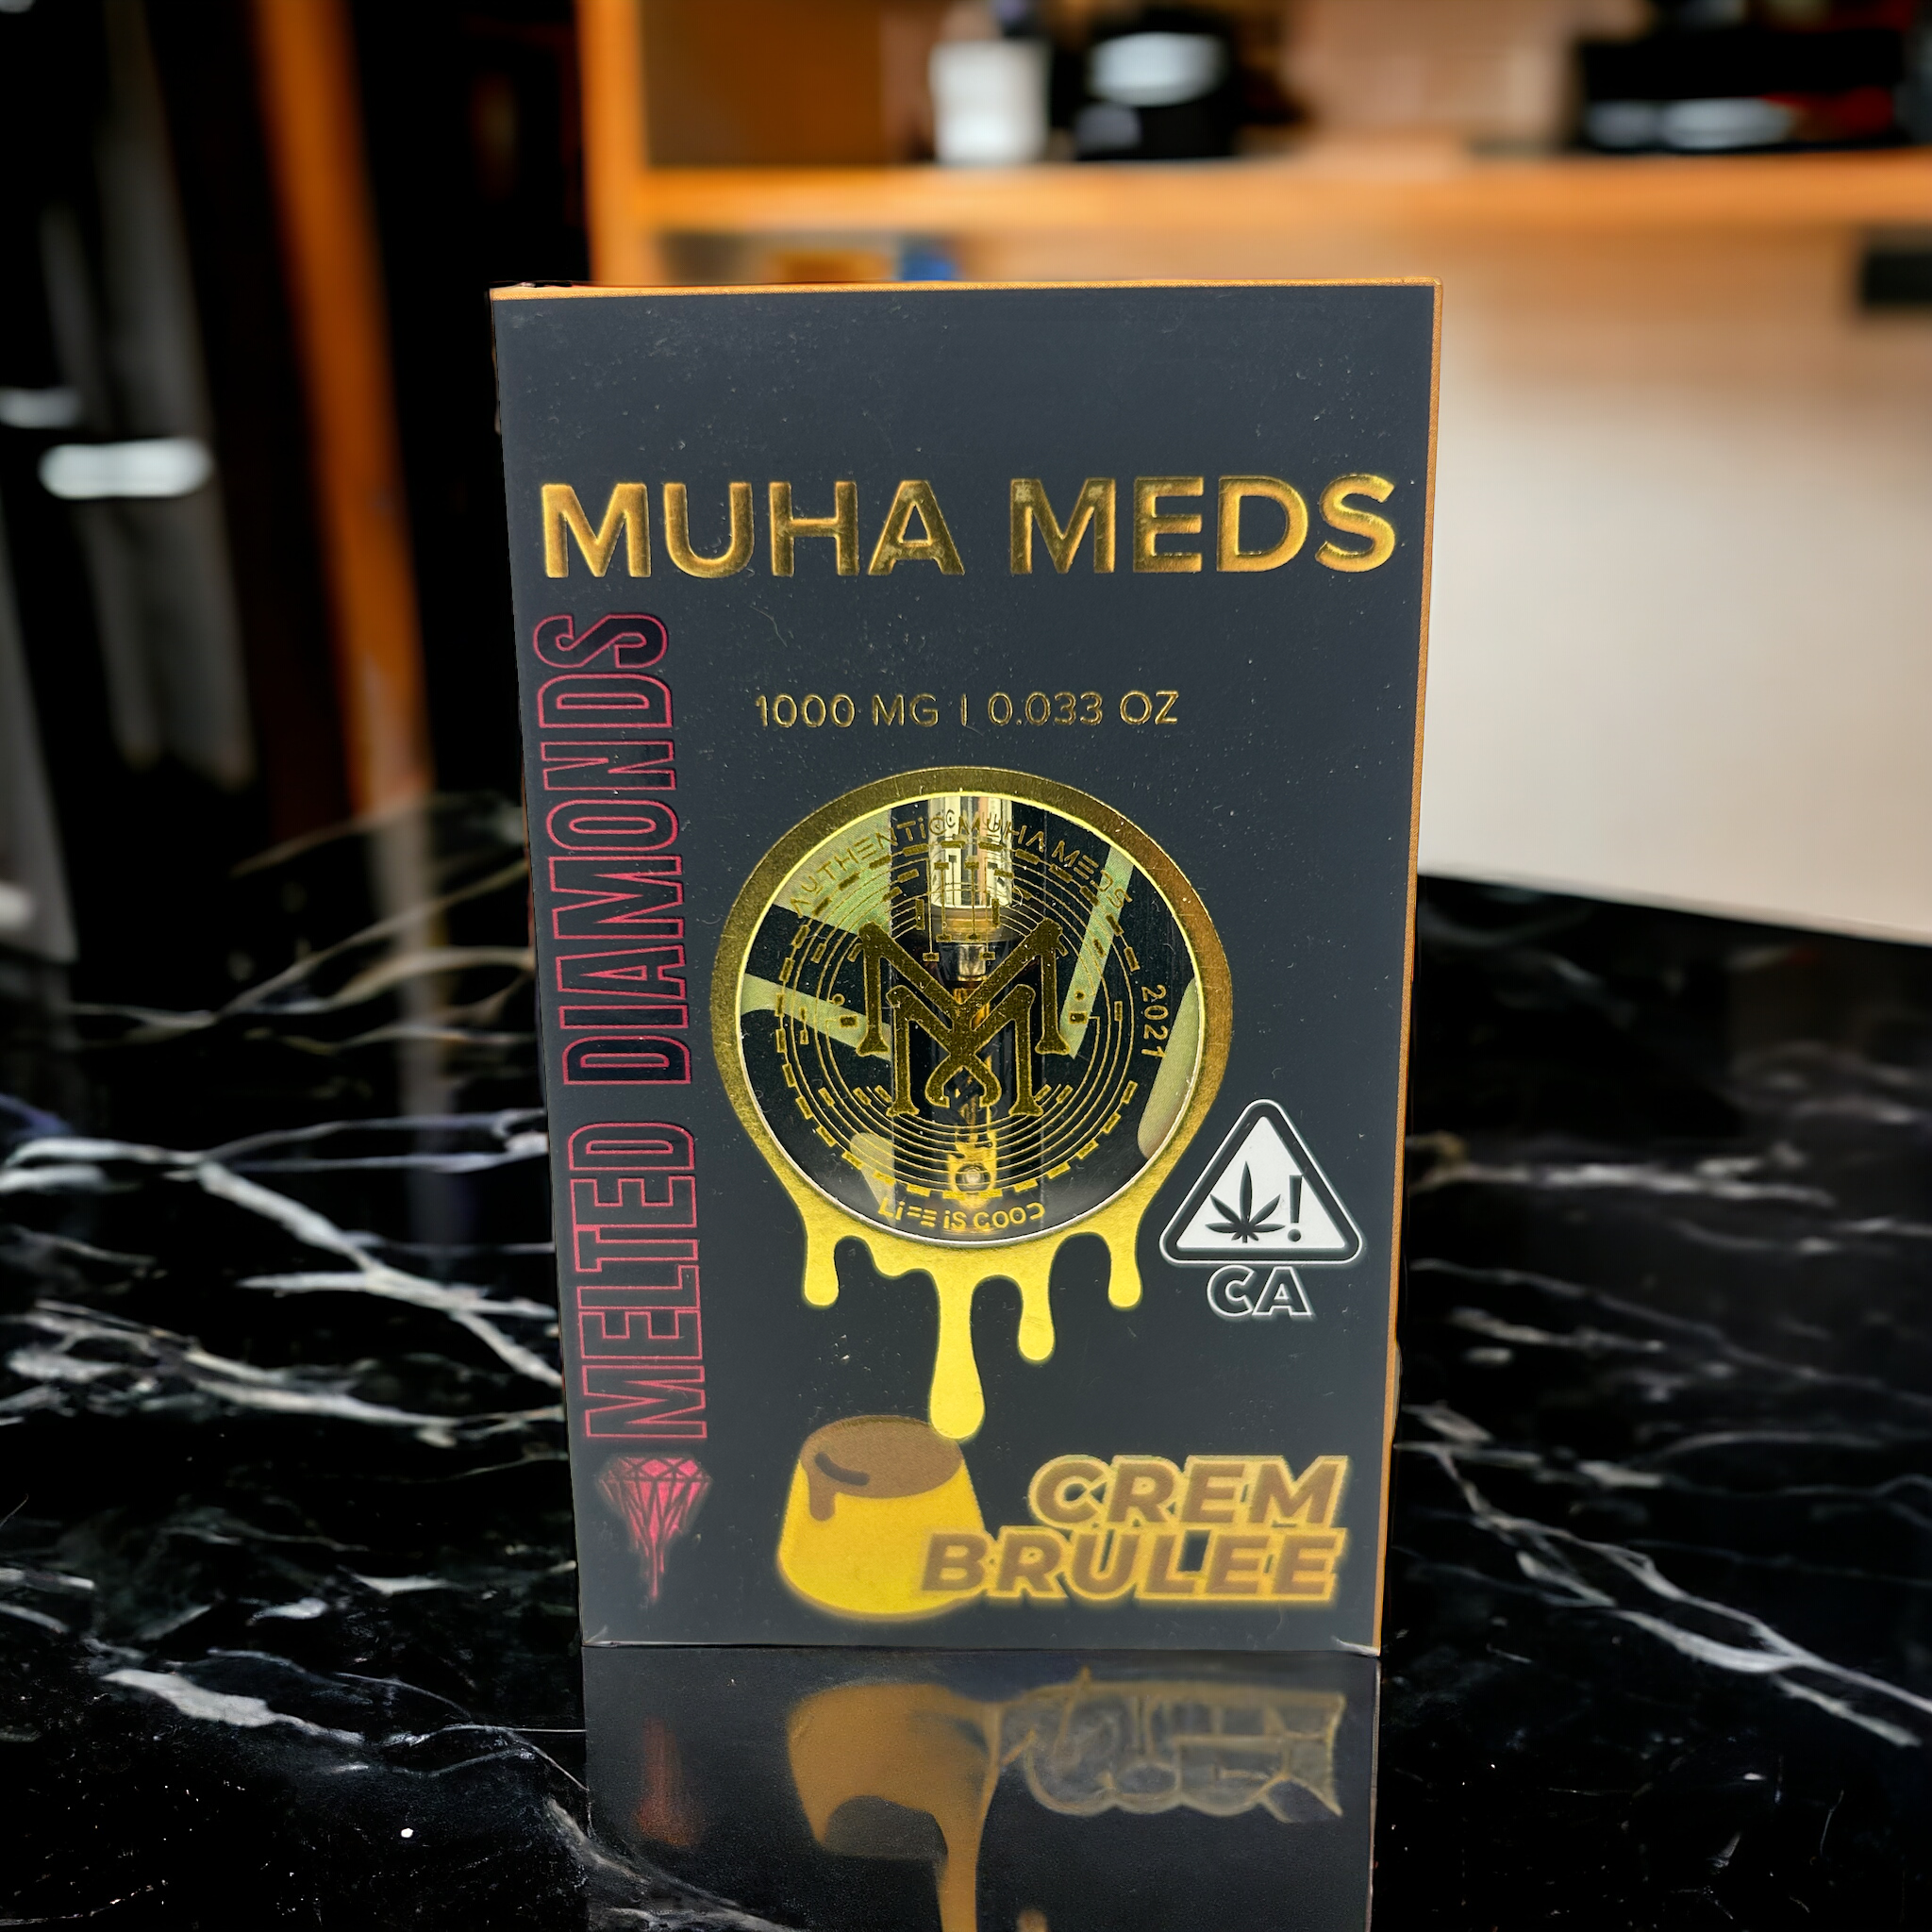 MUHA MEDS
1000 MG | 0.033 OZ
MELTED DIAMONDS
AUTHENTIC MUHA MEDS
2021
MM
LIFE IS GOOD
!
CA
CREM
BRULEE